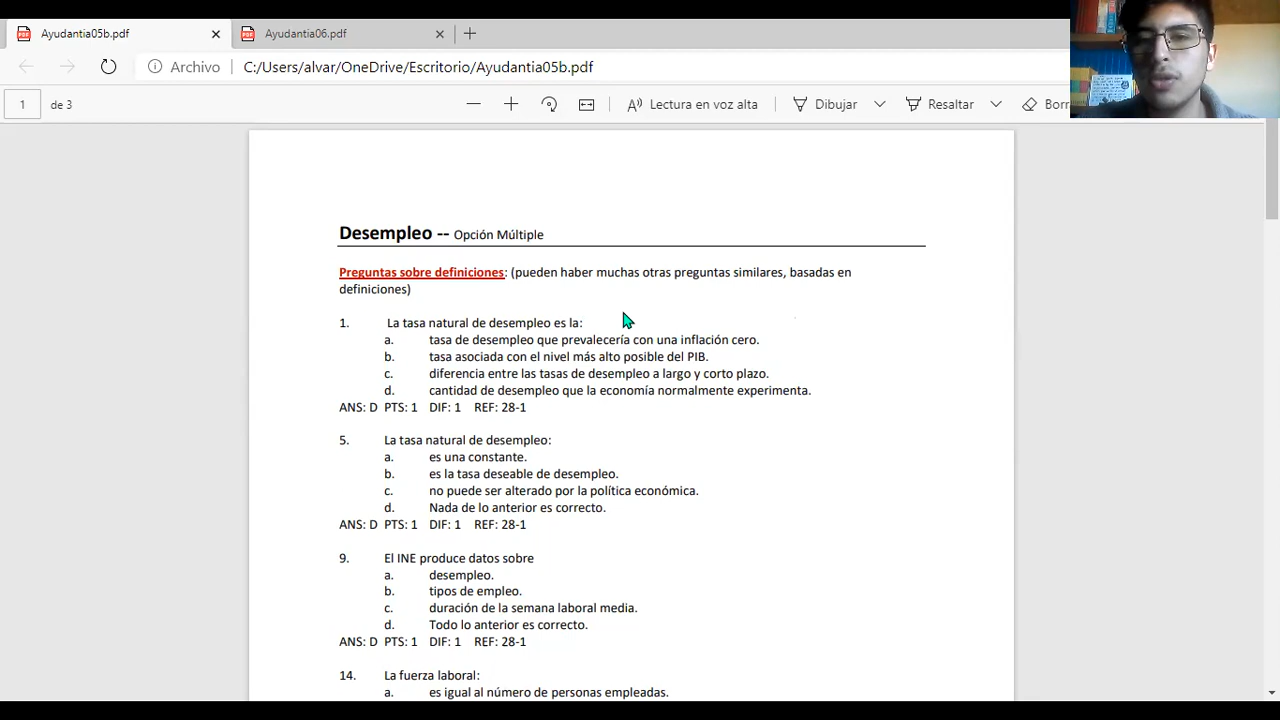 Ayudantia05b.pdf
Ayudantia06.pdf
Archivo C:/Users/alvar/OneDrive/Escritorio/Ayudantia05b.pdf
1 de 3 Lectura en voz alta Dibujar Resaltar Bor
Desempleo -- Opción Múltiple
Preguntas sobre definiciones: (pueden haber muchas otras preguntas similares, basadas en
definiciones)
1. La tasa natural de desempleo es la:
a. tasa de desempleo que prevalecería con una inflación cero.
b. tasa asociada con el nivel más alto posible del PIB.
c. diferencia entre las tasas de desempleo a largo y corto plazo.
d. cantidad de desempleo que la economía normalmente experimenta.
ANS: D PTS: 1 DIF: 1 REF: 28-1
5. La tasa natural de desempleo:
a. es una constante.
b. es la tasa deseable de desempleo.
c. no puede ser alterado por la política económica.
d. Nada de lo anterior es correcto.
ANS: D PTS: 1 DIF: 1 REF: 28-1
9. El INE produce datos sobre
a. desempleo.
b. tipos de empleo.
c. duración de la semana laboral media.
d. Todo lo anterior es correcto.
ANS: D PTS: 1 DIF: 1 REF: 28-1
14. La fuerza laboral:
a. es igual al número de personas empleadas.